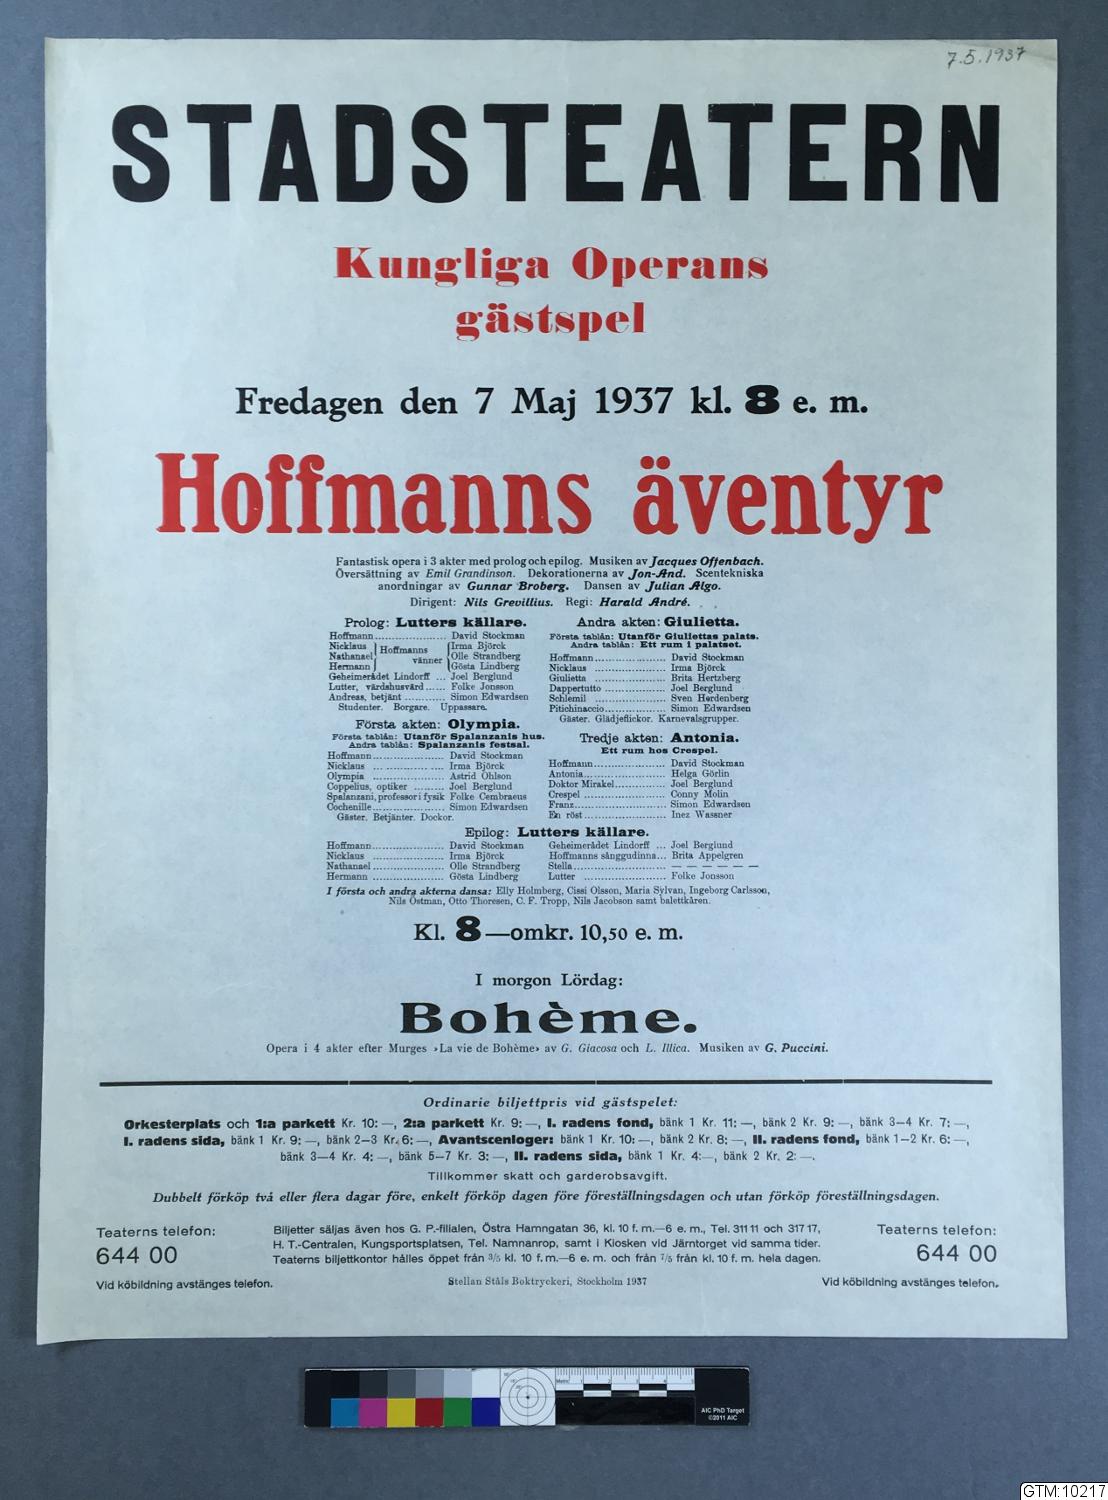 7.5.1937
STADSTEATERN
Kungliga Operans
gästspel
Fredagen den 7 Maj 1937 kl. 8 e. m.
Hoffmanns äventyr
Fantastisk opera i 3 akter med prolog och epilog. Musiken av Jacques Offenbach.
Översättning av Emil Grandinson. Dekorationerna av Jon-And. Scentekniska
anordningar av Gunnar Broberg. Dansen av Julian Algo.
Dirigent: Nils Grevillius. Regi: Harald André.
Prolog: Lutters källare.
Hoffmann ........ David Stockman
Nicklaus } Hoffmanns vänner { Irma Björck
Nathanael } { Olle Strandberg
Hermann } { Gösta Lindberg
Geheimerådet Lindorff ... Joel Berglund
Lutter, värdshusvärd ...... Folke Jonsson
Andreas, betjänt ........... Simon Edwardsen
Studenter. Borgare. Uppassare.
Första akten: Olympia.
Första tablån: Utanför Spalanzanis hus.
Andra tablån: Spalanzanis festsal.
Hoffmann ........ David Stockman
Nicklaus ........ Irma Björck
Olympia ........ Astrid Ohlson
Coppelius, optiker ......... Joel Berglund
Spalanzani, professor i fysik Folke Cembraeus
Cochenille ........ Simon Edwardsen
Gäster. Betjänter. Dockor.
Andra akten: Giulietta.
Första tablån: Utanför Giuliettas palats.
Andra tablån: Ett rum i palatset.
Hoffmann ........ David Stockman
Nicklaus ........ Irma Björck
Giulietta ........ Brita Hertzberg
Dappertutto ........ Joel Berglund
Schlemil ........ Sven Herdenberg
Pitichinaccio ........ Simon Edwardsen
Gäster. Glädjeflickor. Karnevalsgrupper.
Tredje akten: Antonia.
Ett rum hos Crespel.
Hoffmann ........ David Stockman
Antonia ........ Helga Görlin
Doktor Mirakel ........ Joel Berglund
Crespel ........ Conny Molin
Franz ........ Simon Edwardsen
En röst ........ Inez Wassner
Epilog: Lutters källare.
Hoffmann ........ David Stockman
Nicklaus ........ Irma Björck
Nathanael ........ Olle Strandberg
Hermann ........ Gösta Lindberg
Geheimerådet Lindorff ... Joel Berglund
Hoffmanns sånggudinna... Brita Appelgren
Stella ........ — — — — — —
Lutter ........ Folke Jonsson
I första och andra akterna dansa: Elly Holmberg, Cissi Olsson, Maria Sylvan, Ingeborg Carlsson,
Nils Östman, Otto Thoresen, C. F. Tropp, Nils Jacobson samt balettkåren.
Kl. 8—omkr. 10,50 e. m.
I morgon Lördag:
Bohème.
Opera i 4 akter efter Murges »La vie de Bohème» av G. Giacosa och L. Illica. Musiken av G. Puccini.
Ordinarie biljettpris vid gästspelet:
Orkesterplats och 1:a parkett Kr. 10: —, 2:a parkett Kr. 9: —, I. radens fond, bänk 1 Kr. 11: —, bänk 2 Kr. 9: —, bänk 3—4 Kr. 7: —,
I. radens sida, bänk 1 Kr. 9: —, bänk 2—3 Kr. 6: —, Avantscenloger: bänk 1 Kr. 10: —, bänk 2 Kr. 8: —, II. radens fond, bänk 1—2 Kr. 6: —,
bänk 3—4 Kr. 4: —, bänk 5—7 Kr. 3: —, II. radens sida, bänk 1 Kr. 4: —, bänk 2 Kr. 2: —.
Tillkommer skatt och garderobsavgift.
Dubbelt förköp två eller flera dagar före, enkelt förköp dagen före föreställningsdagen och utan förköp föreställningsdagen.
Teaterns telefon:
644 00
Vid köbildning avstänges telefon.
Biljetter säljas även hos G. P.-filialen, Östra Hamngatan 36, kl. 10 f. m.—6 e. m., Tel. 311 11 och 317 17,
H. T.-Centralen, Kungsportsplatsen, Tel. Namnanrop, samt i Kiosken vid Järntorget vid samma tider.
Teaterns biljettkontor hålles öppet från 3/5 kl. 10 f. m.—6 e. m. och från 7/5 från kl. 10 f. m. hela dagen.
Stellan Ståls Boktryckeri, Stockholm 1937
Teaterns telefon:
644 00
Vid köbildning avstänges telefon.
AIC PhD Target
©2011 AIC
GTM:10217